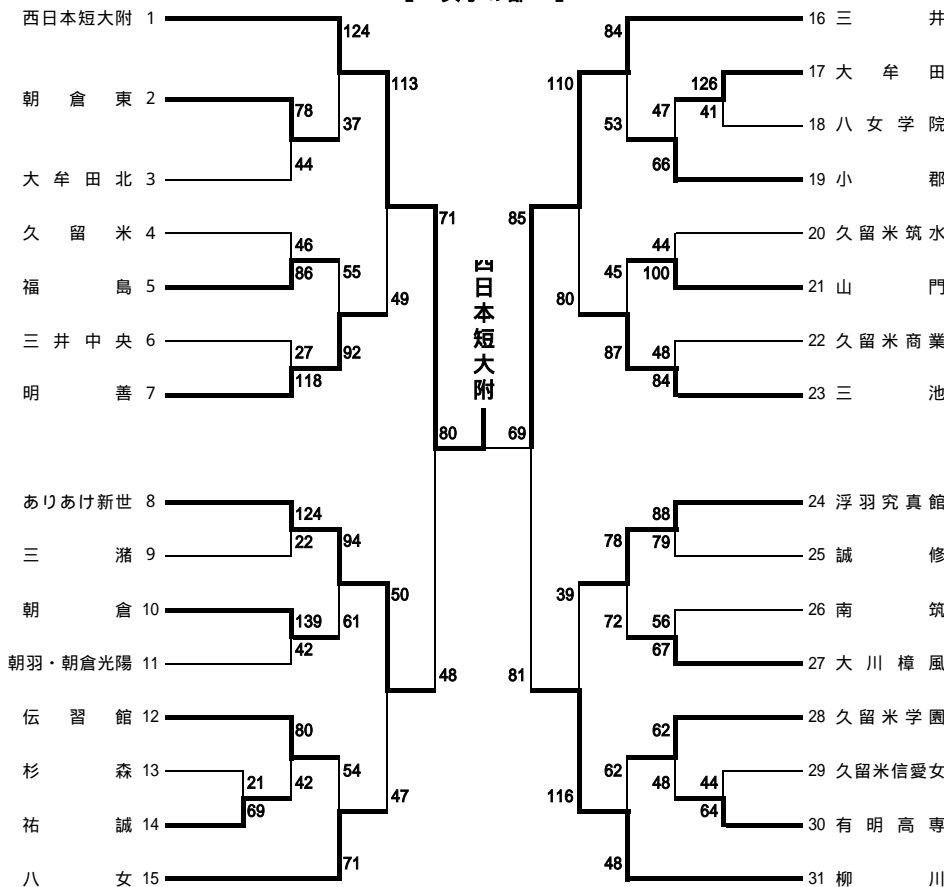 西日本短大附 1
朝倉東 2
大牟田北 3
久留米 4
福島 5
三井中央 6
明善 7
ありあけ新世 8
三潴 9
朝倉 10
朝羽・朝倉光陽 11
伝習館 12
杉森 13
祐誠 14
八女 15
124
78
37
44
113
46
86
55
49
27
118
92
71
80
124
22
94
139
42
61
50
48
80
21
69
42
54
47
71
西日本短大附
84
110
126
41
47
53
66
85
44
100
45
80
87
48
84
69
88
79
78
39
72
56
67
81
62
62
48
44
64
116
48
16 三井
17 大牟田
18 八女学院
19 小郡
20 久留米筑水
21 山門
22 久留米商業
23 三池
24 浮羽究真館
25 誠修
26 南筑
27 大川樟風
28 久留米学園
29 久留米信愛女
30 有明高専
31 柳川